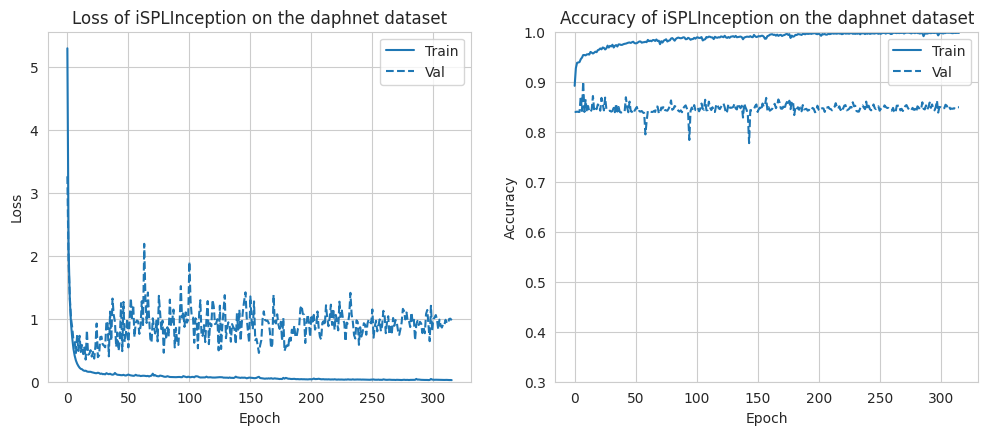 Loss of iSPLInception on the daphnet dataset
Train
Val
5
4
3
2
1
0
Loss
0 50 100 150 200 250 300
Epoch
Accuracy of iSPLInception on the daphnet dataset
Train
Val
1.0
0.9
0.8
0.7
0.6
0.5
0.4
0.3
Accuracy
0 50 100 150 200 250 300
Epoch